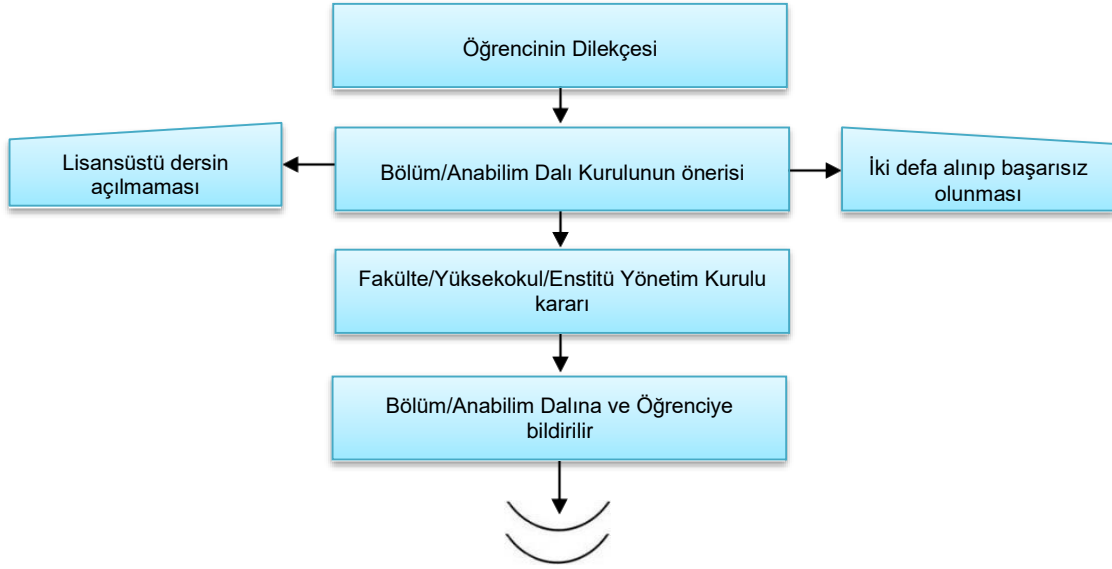 Öğrencinin Dilekçesi
Lisansüstü dersin
açılmaması
Bölüm/Anabilim Dalı Kurulunun önerisi
İki defa alınıp başarısız
olunması
Fakülte/Yüksekokul/Enstitü Yönetim Kurulu
kararı
Bölüm/Anabilim Dalına ve Öğrenciye
bildirilir